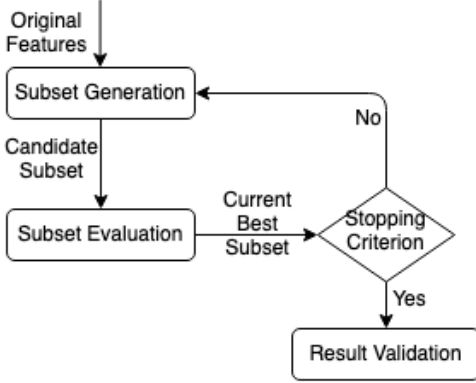 Original
Features
Subset Generation
No
Candidate
Subset
Current
Best
Subset
Subset Evaluation
Stopping
Criterion
Yes
Result Validation